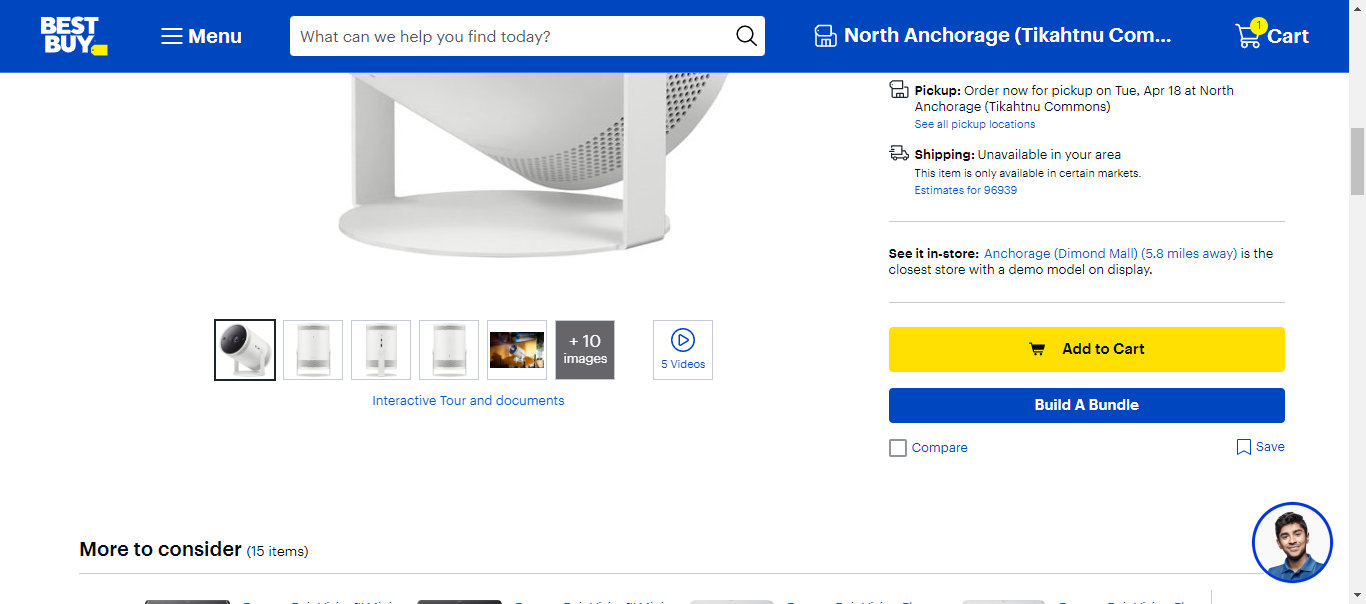 BEST
BUY
Menu
What can we help you find today?
North Anchorage (Tikahtnu Com...
1
Cart
Pickup: Order now for pickup on Tue, Apr 18 at North
Anchorage (Tikahtnu Commons)
See all pickup locations
Shipping: Unavailable in your area
This item is only available in certain markets.
Estimates for 96939
See it in-store: Anchorage (Dimond Mall) (5.8 miles away) is the
closest store with a demo model on display.
+ 10
images
5 Videos
Interactive Tour and documents
Add to Cart
Build A Bundle
Compare
Save
More to consider (15 items)